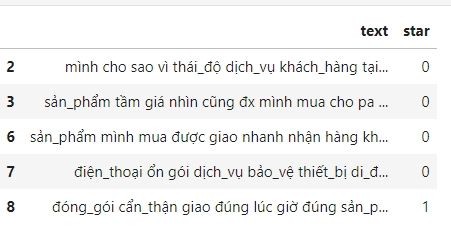 text star
2 mình cho sao vì thái_độ dịch_vụ khách_hàng tại... 0
3 sản_phẩm tầm giá nhìn cũng đx mình mua cho pa ... 0
6 sản_phẩm mình mua được giao nhanh nhận hàng kh... 0
7 điện_thoại ổn gói dịch_vụ bảo_vệ thiết_bị di_đ... 0
8 đóng_gói cẩn_thận giao đúng lúc giờ đúng sản_p... 1